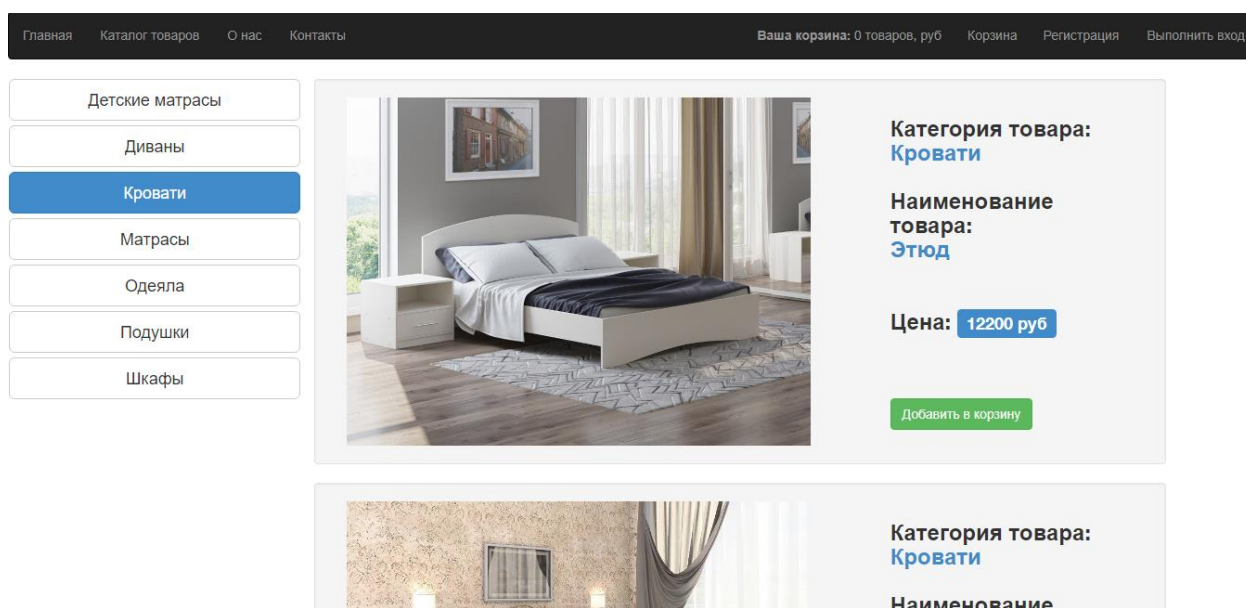 Главная Каталог товаров О нас Контакты Ваша корзина: 0 товаров, руб Корзина Регистрация Выполнить вход
Детские матрасы
Диваны
Кровати
Матрасы
Одеяла
Подушки
Шкафы
Категория товара:
Кровати
Наименование
товара:
Этюд
Цена: 12200 руб
Добавить в корзину
Категория товара:
Кровати
Наименование